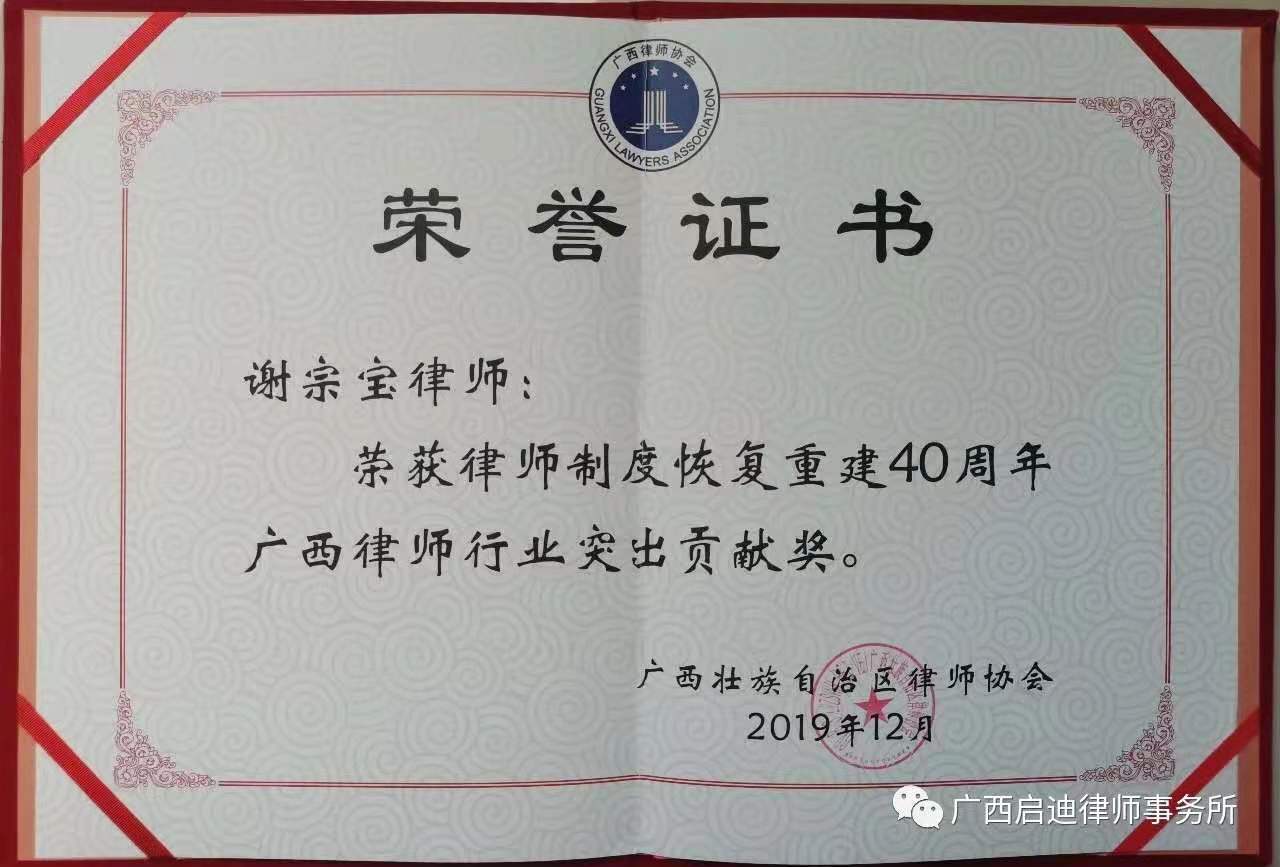 广西律师协会
GUANGXI LAWYERS ASSOCIATION
荣誉证书
谢宗宝律师：
荣获律师制度恢复重建40周年
广西律师行业突出贡献奖。
广西壮族自治区律师协会
2019年12月
广西启迪律师事务所